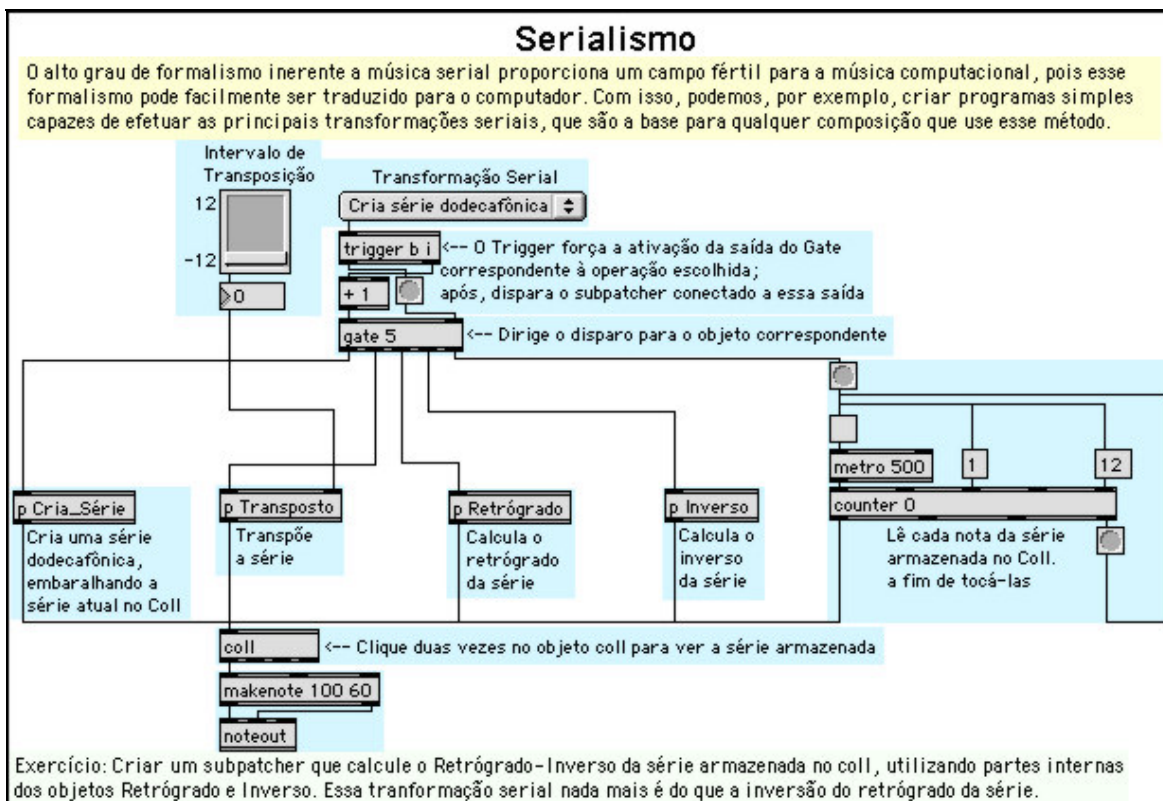 Serialismo
O alto grau de formalismo inerente a música serial proporciona um campo fértil para a música computacional, pois esse
formalismo pode facilmente ser traduzido para o computador. Com isso, podemos, por exemplo, criar programas simples
capazes de efetuar as principais transformações seriais, que são a base para qualquer composição que use esse método.
Intervalo de
Transposição
12
-12
0
Transformação Serial
Cria série dodecafônica
trigger b i
<-- O Trigger força a ativação da saída do Gate
correspondente à operação escolhida;
após, dispara o subpatcher conectado a essa saída
+ 1
gate 5
<-- Dirige o disparo para o objeto correspondente
metro 500
1
12
counter 0
Lê cada nota da série
armazenada no Coll.
a fim de tocá-las
p Cria_Série
Cria uma série
dodecafônica,
embaralhando a
série atual no Coll
p Transposto
Transpõe
a série
p Retrógrado
Calcula o
retrógrado
da série
p Inverso
Calcula o
inverso
da série
coll
<-- Clique duas vezes no objeto coll para ver a série armazenada
makenote 100 60
noteout
Exercício: Criar um subpatcher que calcule o Retrógrado-Inverso da série armazenada no coll, utilizando partes internas
dos objetos Retrógrado e Inverso. Essa tranformação serial nada mais é do que a inversão do retrógrado da série.